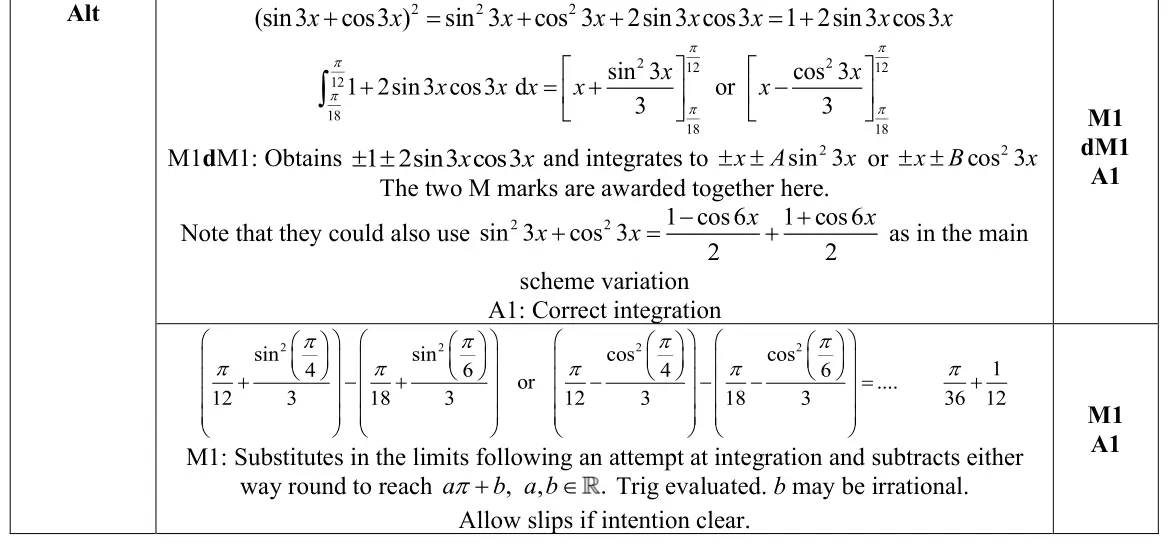 Alt
(sin 3x + cos 3x)² = sin² 3x + cos² 3x + 2 sin 3x cos 3x = 1 + 2 sin 3x cos 3x
∫_{π/18}^{π/12} 1 + 2 sin 3x cos 3x dx = [x + (sin² 3x)/3]_{π/18}^{π/12} or [x − (cos² 3x)/3]_{π/18}^{π/12}
M1dM1: Obtains ±1 ± 2 sin 3x cos 3x and integrates to ±x ± A sin² 3x or ±x ± B cos² 3x
The two M marks are awarded together here.
Note that they could also use sin² 3x + cos² 3x = (1 − cos 6x)/2 + (1 + cos 6x)/2 as in the main
scheme variation
A1: Correct integration
M1
dM1
A1
(π/12 + sin²(π/4)/3) − (π/18 + sin²(π/6)/3) or (π/12 − cos²(π/4)/3) − (π/18 − cos²(π/6)/3) = .... π/36 + 1/12
M1: Substitutes in the limits following an attempt at integration and subtracts either
way round to reach aπ + b, a,b ∈ ℝ. Trig evaluated. b may be irrational.
Allow slips if intention clear.
M1
A1